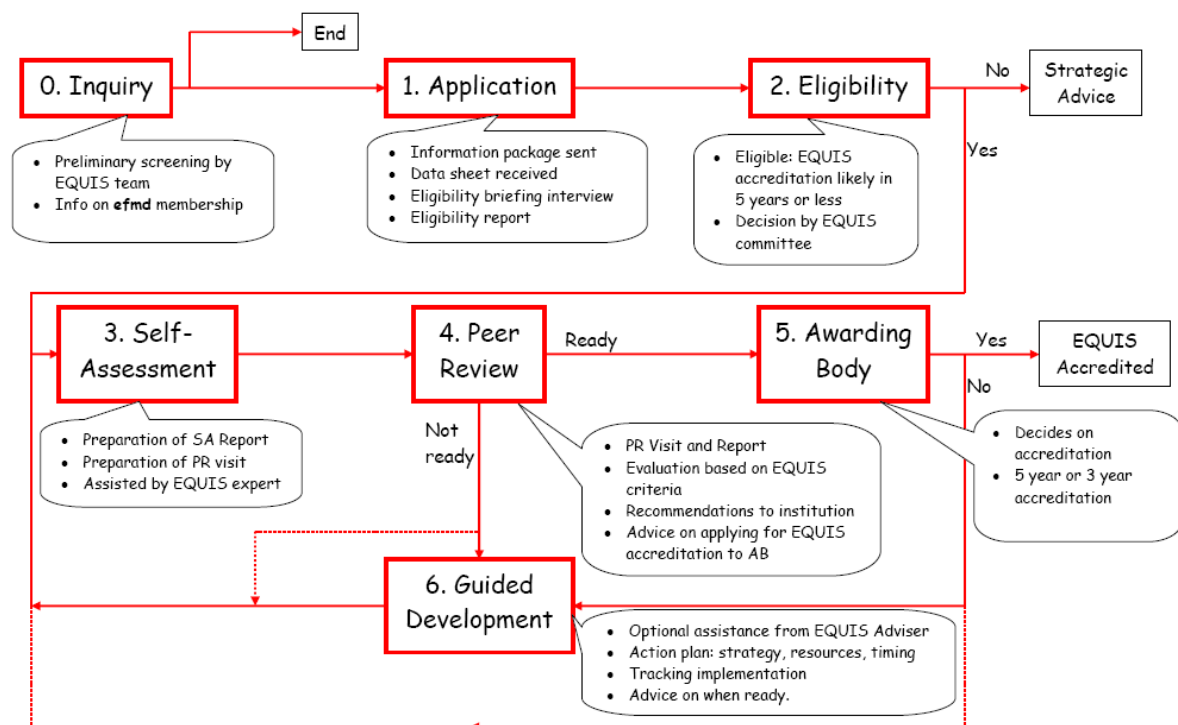 End
0. Inquiry
1. Application
2. Eligibility
No
Strategic
Advice
Yes
• Preliminary screening by
EQUIS team
• Info on efmd membership
• Information package sent
• Data sheet received
• Eligibility briefing interview
• Eligibility report
• Eligible: EQUIS
accreditation likely in
5 years or less
• Decision by EQUIS
committee
3. Self-
Assessment
4. Peer
Review
Ready
5. Awarding
Body
Yes
No
EQUIS
Accredited
Not
ready
• Preparation of SA Report
• Preparation of PR visit
• Assisted by EQUIS expert
• PR Visit and Report
• Evaluation based on EQUIS
criteria
• Recommendations to institution
• Advice on applying for EQUIS
accreditation to AB
• Decides on
accreditation
• 5 year or 3 year
accreditation
6. Guided
Development
• Optional assistance from EQUIS Adviser
• Action plan: strategy, resources, timing
• Tracking implementation
• Advice on when ready.